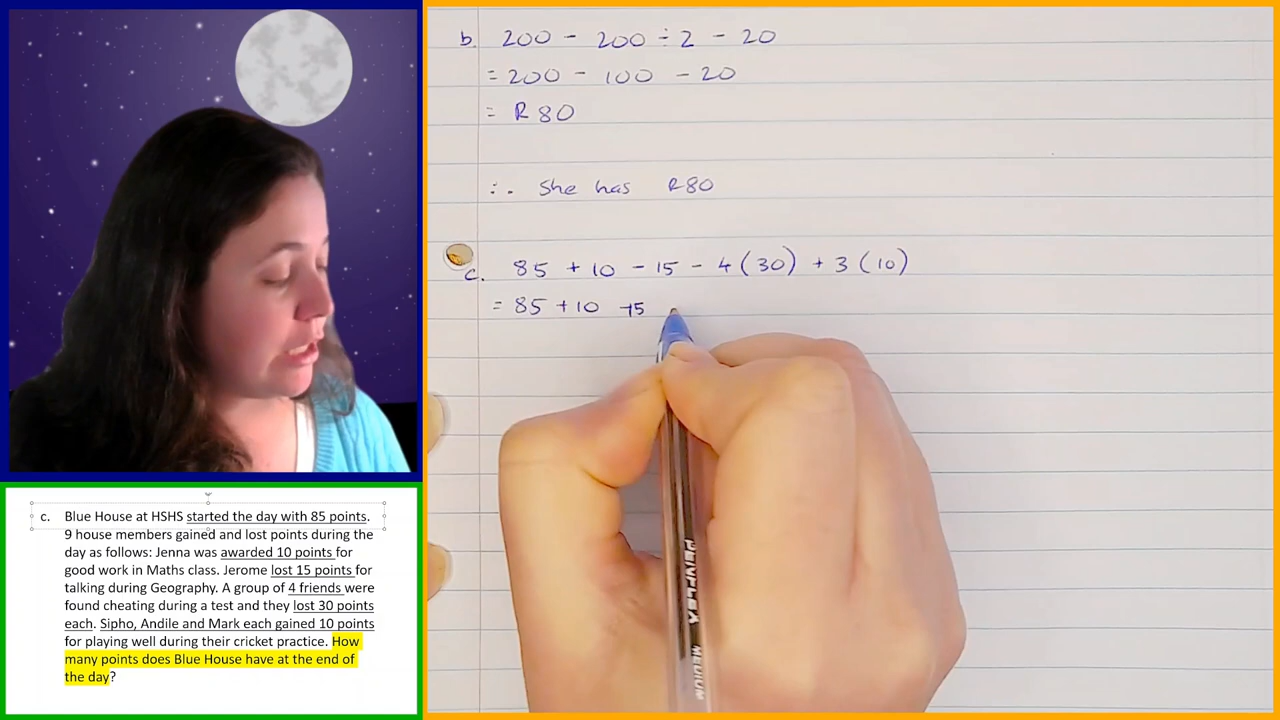 b. 200 - 200 ÷ 2 - 20
= 200 - 100 - 20
= R 80
∴ She has R80
c. 85 + 10 - 15 - 4 (30) + 3 (10)
= 85 + 10 - 15
PENFLEX MEDIUM
c. Blue House at HSHS started the day with 85 points.
9 house members gained and lost points during the
day as follows: Jenna was awarded 10 points for
good work in Maths class. Jerome lost 15 points for
talking during Geography. A group of 4 friends were
found cheating during a test and they lost 30 points
each. Sipho, Andile and Mark each gained 10 points
for playing well during their cricket practice. How
many points does Blue House have at the end of
the day?